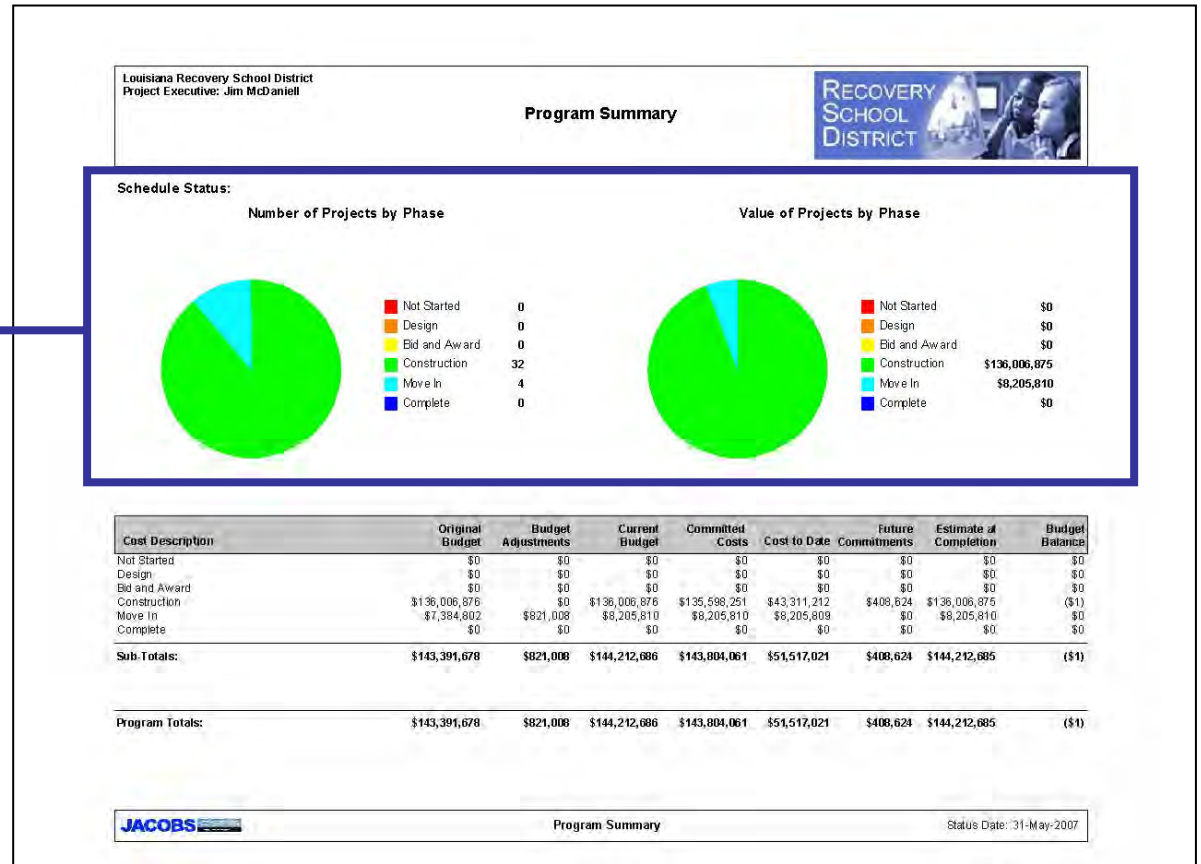 Louisiana Recovery School District
Project Executive: Jim McDaniell
Program Summary
RECOVERY
SCHOOL
DISTRICT
Schedule Status:
Number of Projects by Phase
Not Started 0
Design 0
Bid and Award 0
Construction 32
Move In 4
Complete 0
Value of Projects by Phase
Not Started $0
Design $0
Bid and Award $0
Construction $136,006,875
Move In $8,205,810
Complete $0
Cost Description Original Budget Budget Adjustments Current Budget Committed Costs Cost to Date Future Commitments Estimate at Completion Budget Balance
Not Started $0 $0 $0 $0 $0 $0 $0 $0
Design $0 $0 $0 $0 $0 $0 $0 $0
Bid and Award $0 $0 $0 $0 $0 $0 $0 $0
Construction $136,006,876 $0 $136,006,876 $135,598,251 $43,311,212 $408,624 $136,006,875 ($1)
Move In $7,384,802 $821,008 $8,205,810 $8,205,810 $8,205,809 $0 $8,205,810 $0
Complete $0 $0 $0 $0 $0 $0 $0 $0
Sub-Totals: $143,391,678 $821,008 $144,212,686 $143,804,061 $51,517,021 $408,624 $144,212,685 ($1)
Program Totals: $143,391,678 $821,008 $144,212,686 $143,804,061 $51,517,021 $408,624 $144,212,685 ($1)
JACOBS
Program Summary
Status Date: 31-May-2007